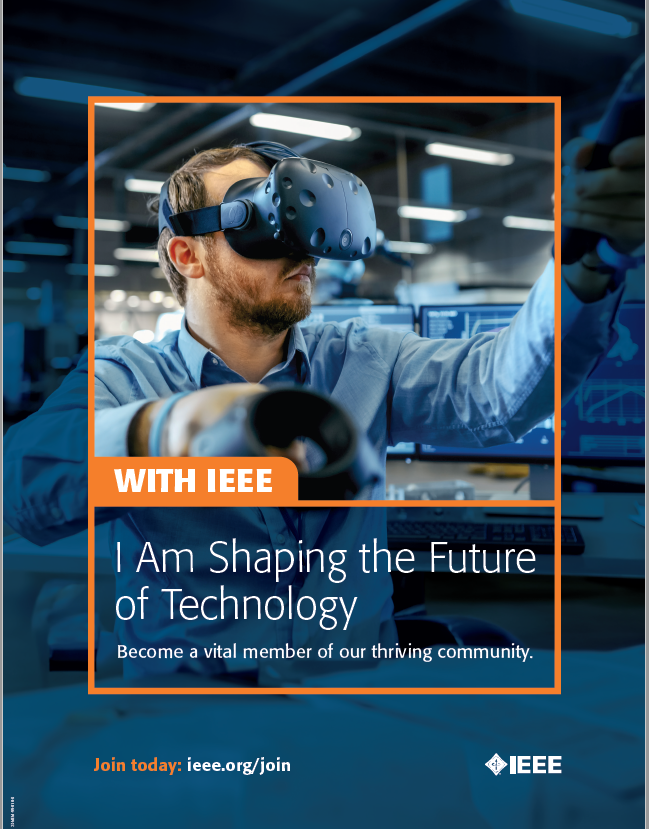 WITH IEEE
I Am Shaping the Future
of Technology
Become a vital member of our thriving community.
Join today: ieee.org/join
IEEE